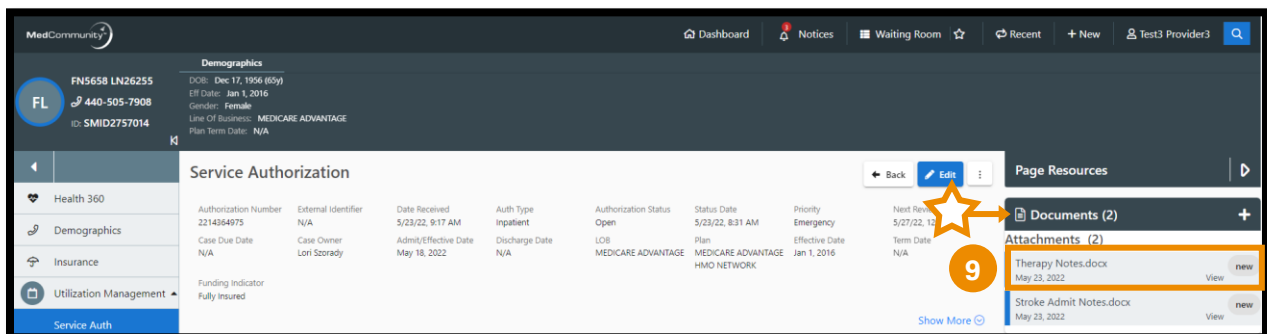 MedCommunity
Dashboard
3
Notices
Waiting Room
Recent
+ New
Test3 Provider3
FL
FN5658 LN26255
440-505-7908
ID: SMID2757014
Demographics
DOB: Dec 17, 1956 (65y)
Eff Date: Jan 1, 2016
Gender: Female
Line Of Business: MEDICARE ADVANTAGE
Plan Term Date: N/A
Health 360
Demographics
Insurance
Utilization Management
Service Auth
Service Authorization
Back
Edit
Authorization Number External Identifier Date Received Auth Type Authorization Status Status Date Priority
2214364975 N/A 5/23/22, 9:17 AM Inpatient Open 5/23/22, 8:31 AM Emergency 5/27/22,
Case Due Date Case Owner Admit/Effective Date Discharge Date LOB Plan Effective Date Term Date
N/A Lori Szorady May 18, 2022 N/A MEDICARE ADVANTAGE MEDICARE ADVANTAGE Jan 1, 2016 N/A
HMO NETWORK
Funding Indicator
Fully Insured
Show More
9
Page Resources
Documents (2) +
Attachments (2)
Therapy Notes.docx new
May 23, 2022 View
Stroke Admit Notes.docx new
May 23, 2022 View